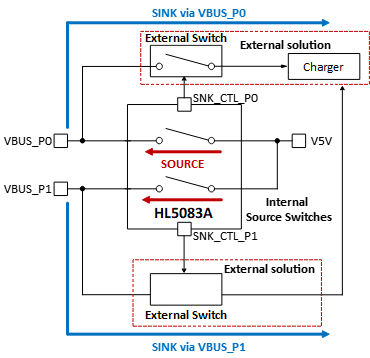 SINK via VBUS_P0
External Switch
External solution
Charger
SNK_CTL_P0
VBUS_P0
V5V
SOURCE
VBUS_P1
Internal
Source Switches
HL5083A
SNK_CTL_P1
External solution
External Switch
SINK via VBUS_P1